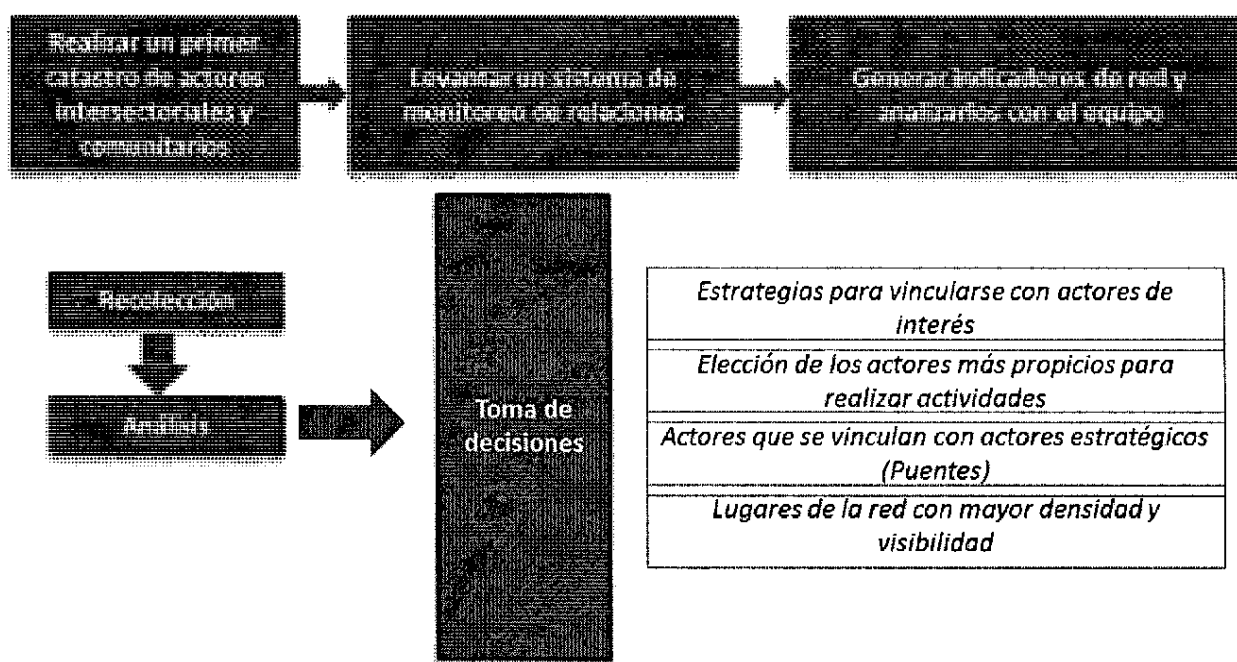 Realizar un primer
catastro de actores
intersectoriales y
comunitarios
Levantar un sistema de
monitoreo de relaciones
Generar indicadores de red y
analizarlos con el equipo
Recolección
Análisis
Toma de
decisiones
Estrategias para vincularse con actores de
interés
Elección de los actores más propicios para
realizar actividades
Actores que se vinculan con actores estratégicos
(Puentes)
Lugares de la red con mayor densidad y
visibilidad